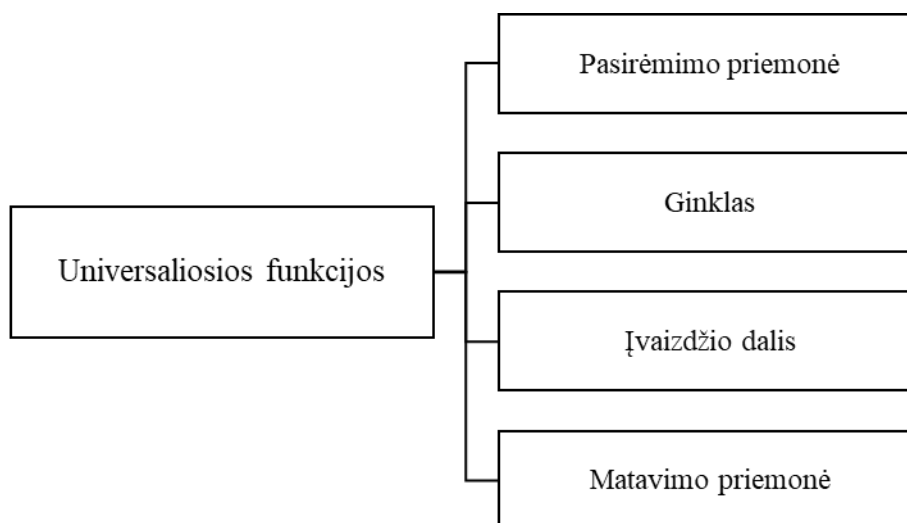 Pasirėmimo priemonė
Ginklas
Universaliosios funkcijos
Įvaizdžio dalis
Matavimo priemonė